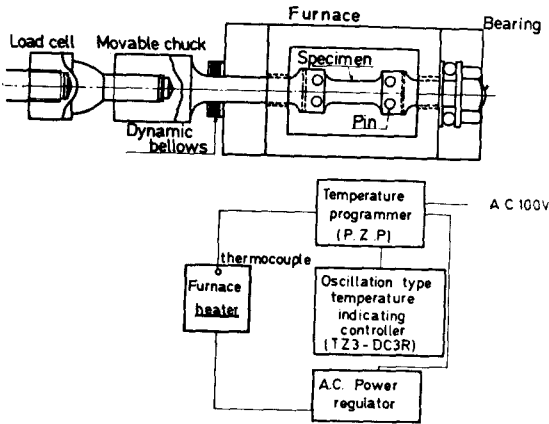 Furnace
Bearing
Load cell
Movable chuck
Specimen
Pin
Dynamic
bellows
Temperature
programmer
(P.Z.P)
A C 100V
thermocouple
Furnace
heater
Oscillation type
temperature
indicating
controller
(TZ3-DC3R)
A.C. Power
regulator